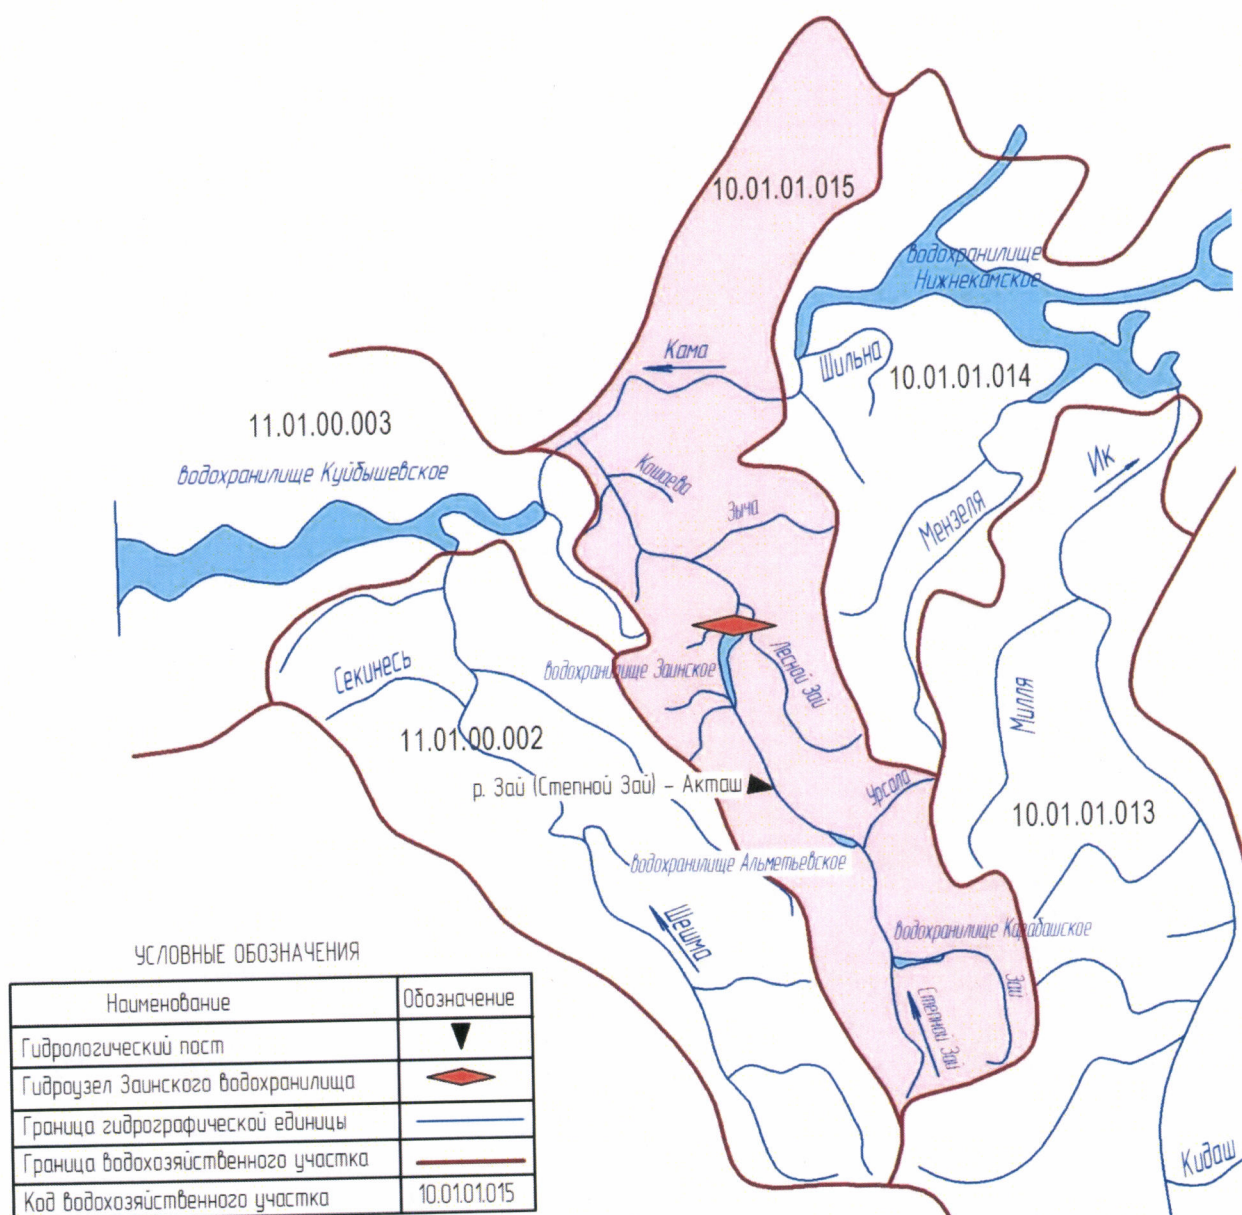 10.01.01.015
водохранилище
Нижнекамское
Кама
Шильна
10.01.01.014
11.01.00.003
водохранилище Куйбышевское
Кошаева
Зыча
Ик
Мензеля
Лесной Зай
водохранилище Заинское
Секинесь
11.01.00.002
Милля
р. Зай (Степной Зай) – Акташ
Урсала
10.01.01.013
водохранилище Альметьевское
Шешма
водохранилище Карабашское
Зай
Степной Зай
Кидаш
УСЛОВНЫЕ ОБОЗНАЧЕНИЯ
Наименование Обозначение
Гидрологический пост
Гидроузел Заинского водохранилища
Граница гидрографической единицы
Граница водохозяйственного участка
Код водохозяйственного участка 10.01.01.015